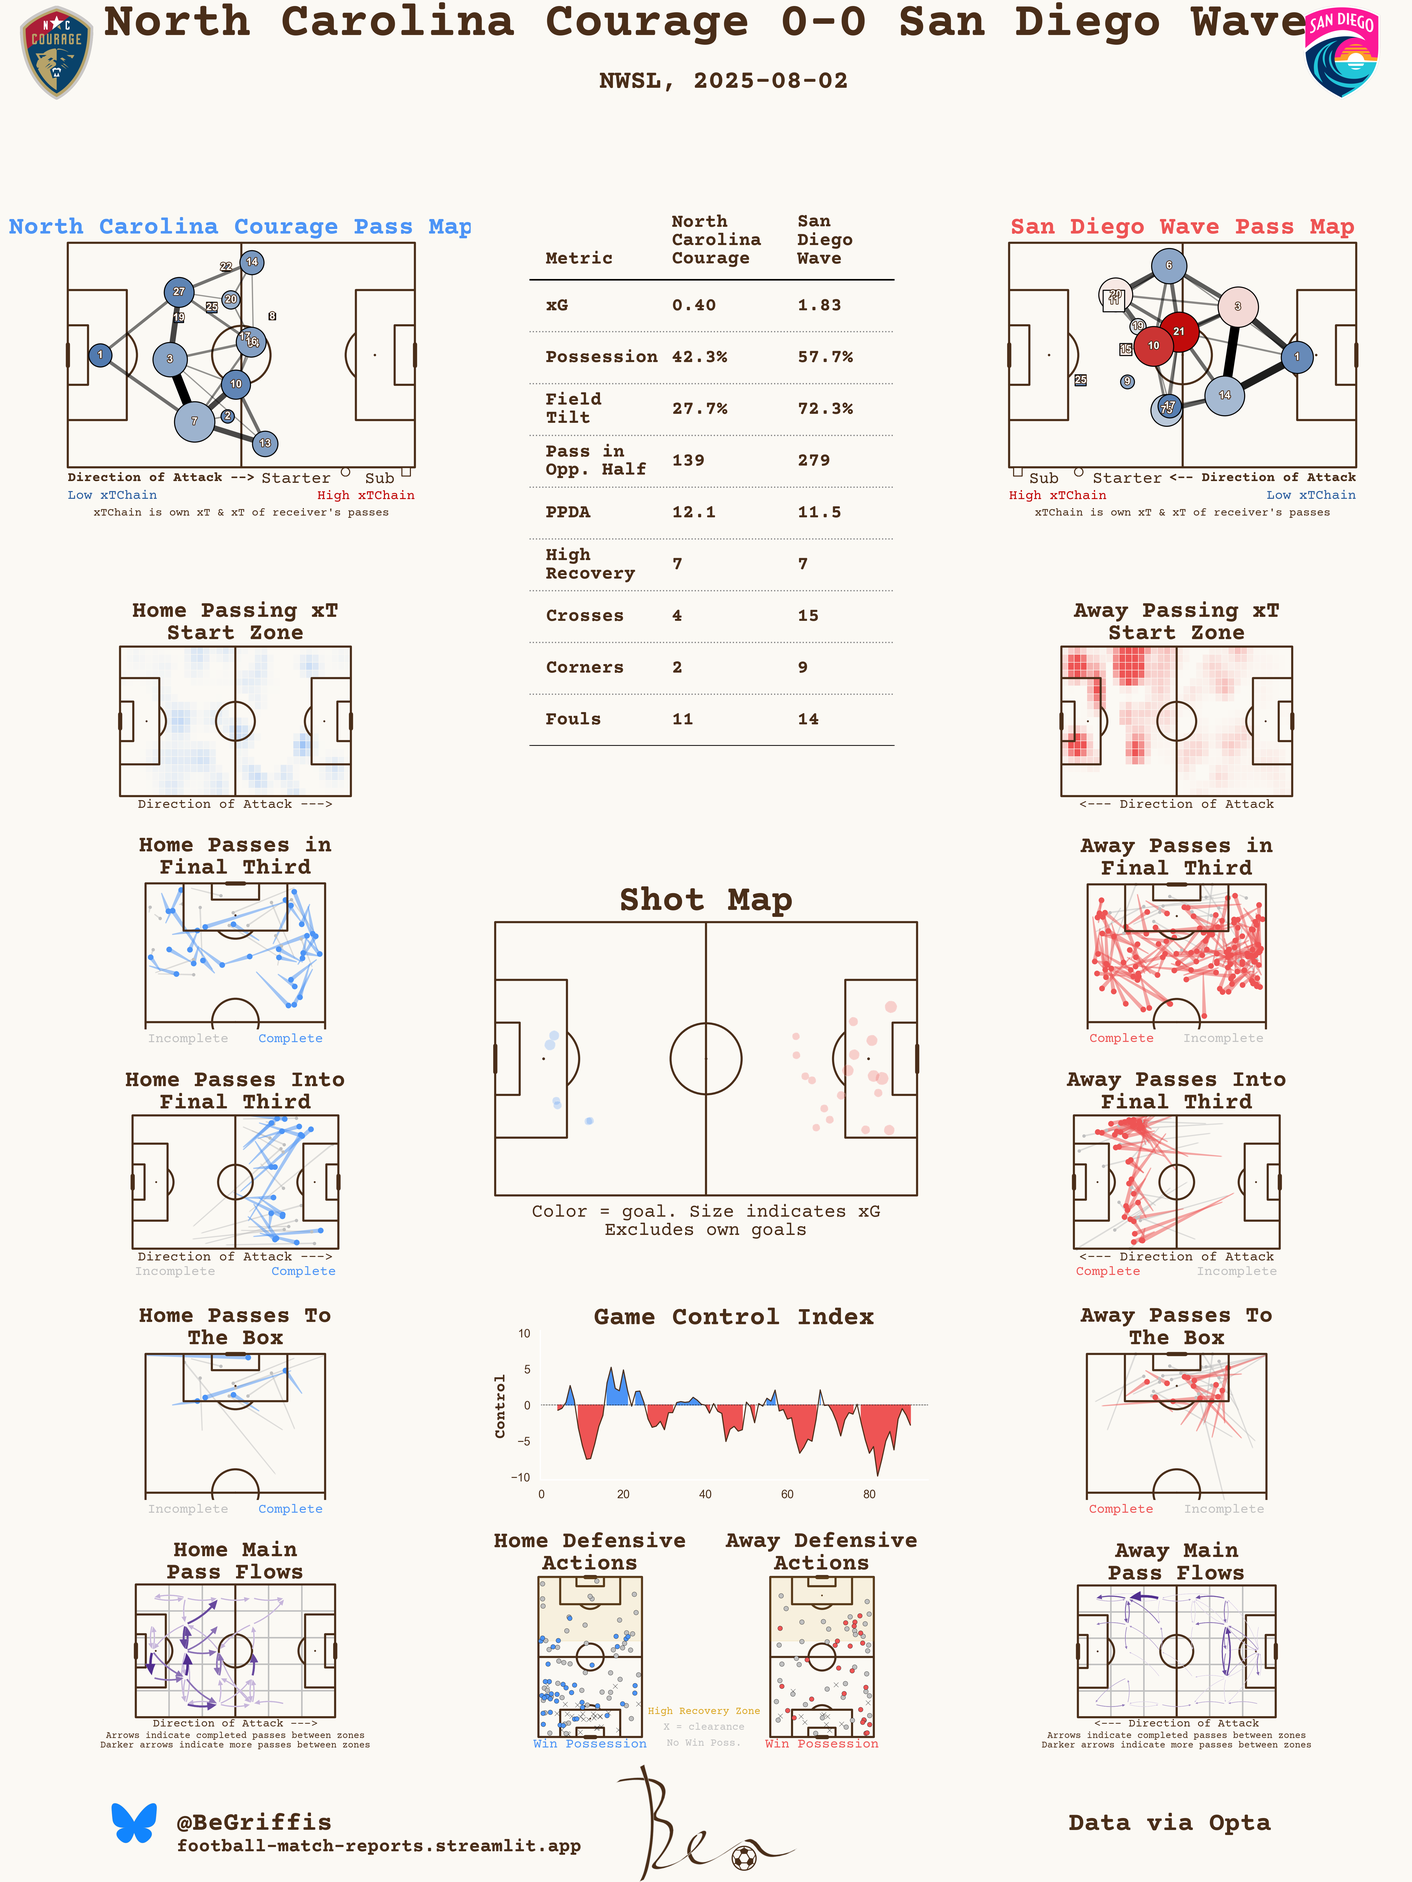 North Carolina Courage 0-0 San Diego Wave
NWSL, 2025-08-02
N C
COURAGE
SAN DIEGO
North Carolina Courage Pass Map
22
14
27
20
25
19
8
17
1
3
10
7
2
13
Direction of Attack --> Starter Sub
Low xTChain High xTChain
xTChain is own xT & xT of receiver's passes
Metric North Carolina Courage San Diego Wave
xG 0.40 1.83
Possession 42.3% 57.7%
Field Tilt 27.7% 72.3%
Pass in Opp. Half 139 279
PPDA 12.1 11.5
High Recovery 7 7
Crosses 4 15
Corners 2 9
Fouls 11 14
San Diego Wave Pass Map
6
20
11
3
19
21
10
15
1
25
9
14
17
Sub Starter <-- Direction of Attack
High xTChain Low xTChain
xTChain is own xT & xT of receiver's passes
Home Passing xT
Start Zone
Direction of Attack --->
Away Passing xT
Start Zone
<--- Direction of Attack
Home Passes in
Final Third
Incomplete Complete
Away Passes in
Final Third
Complete Incomplete
Shot Map
Color = goal. Size indicates xG
Excludes own goals
Home Passes Into
Final Third
Direction of Attack --->
Incomplete Complete
Away Passes Into
Final Third
<--- Direction of Attack
Complete Incomplete
Home Passes To
The Box
Incomplete Complete
Game Control Index
Control
10
5
0
−5
−10
0 20 40 60 80
Away Passes To
The Box
Complete Incomplete
Home Main
Pass Flows
Direction of Attack --->
Arrows indicate completed passes between zones
Darker arrows indicate more passes between zones
Home Defensive
Actions
Win Possession
Away Defensive
Actions
Win Possession
High Recovery Zone
X = clearance
No Win Poss.
Away Main
Pass Flows
<--- Direction of Attack
Arrows indicate completed passes between zones
Darker arrows indicate more passes between zones
@BeGriffis
football-match-reports.streamlit.app
Ben
Data via Opta